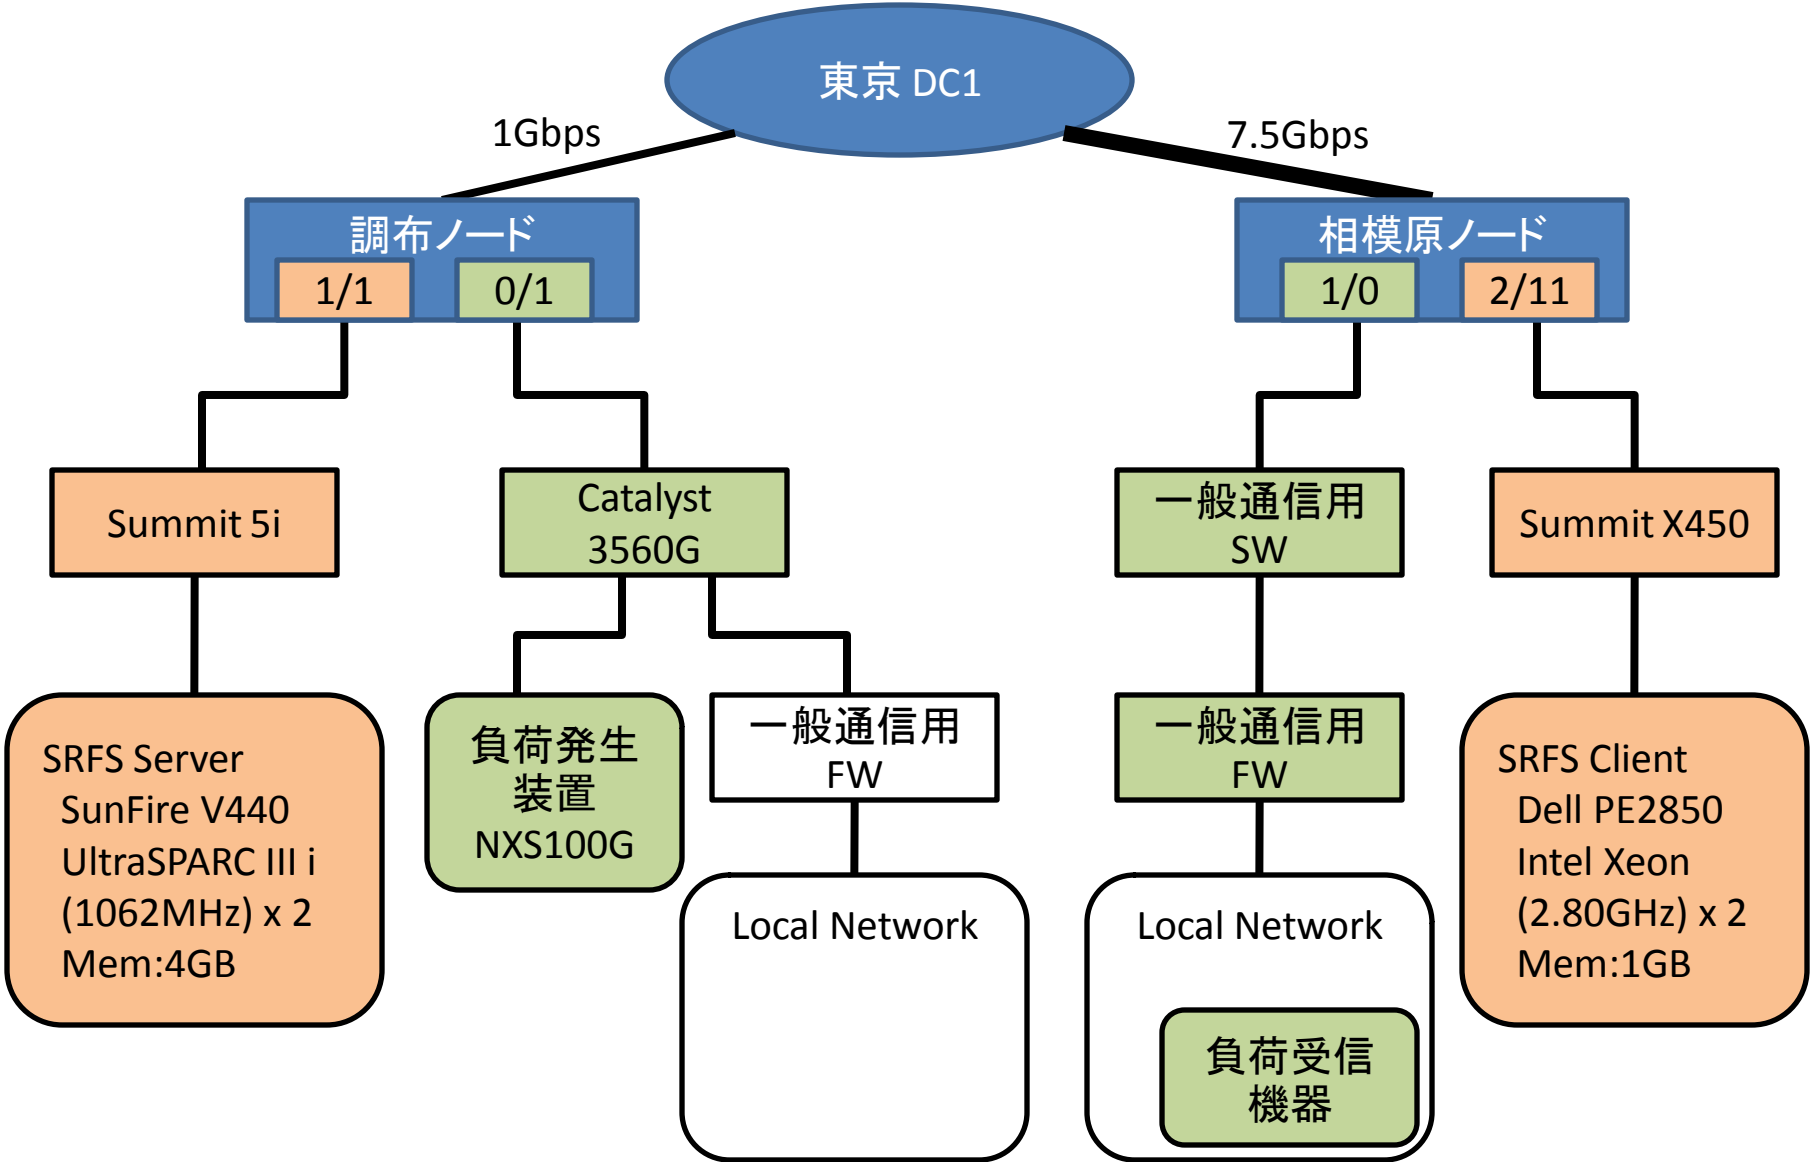 東京 DC1
1Gbps
7.5Gbps
調布ノード
1/1
0/1
相模原ノード
1/0
2/11
Summit 5i
Catalyst
3560G
一般通信用
SW
Summit X450
SRFS Server
SunFire V440
UltraSPARC III i
(1062MHz) x 2
Mem:4GB
負荷発生
装置
NXS100G
一般通信用
FW
一般通信用
FW
SRFS Client
Dell PE2850
Intel Xeon
(2.80GHz) x 2
Mem:1GB
Local Network
Local Network
負荷受信
機器